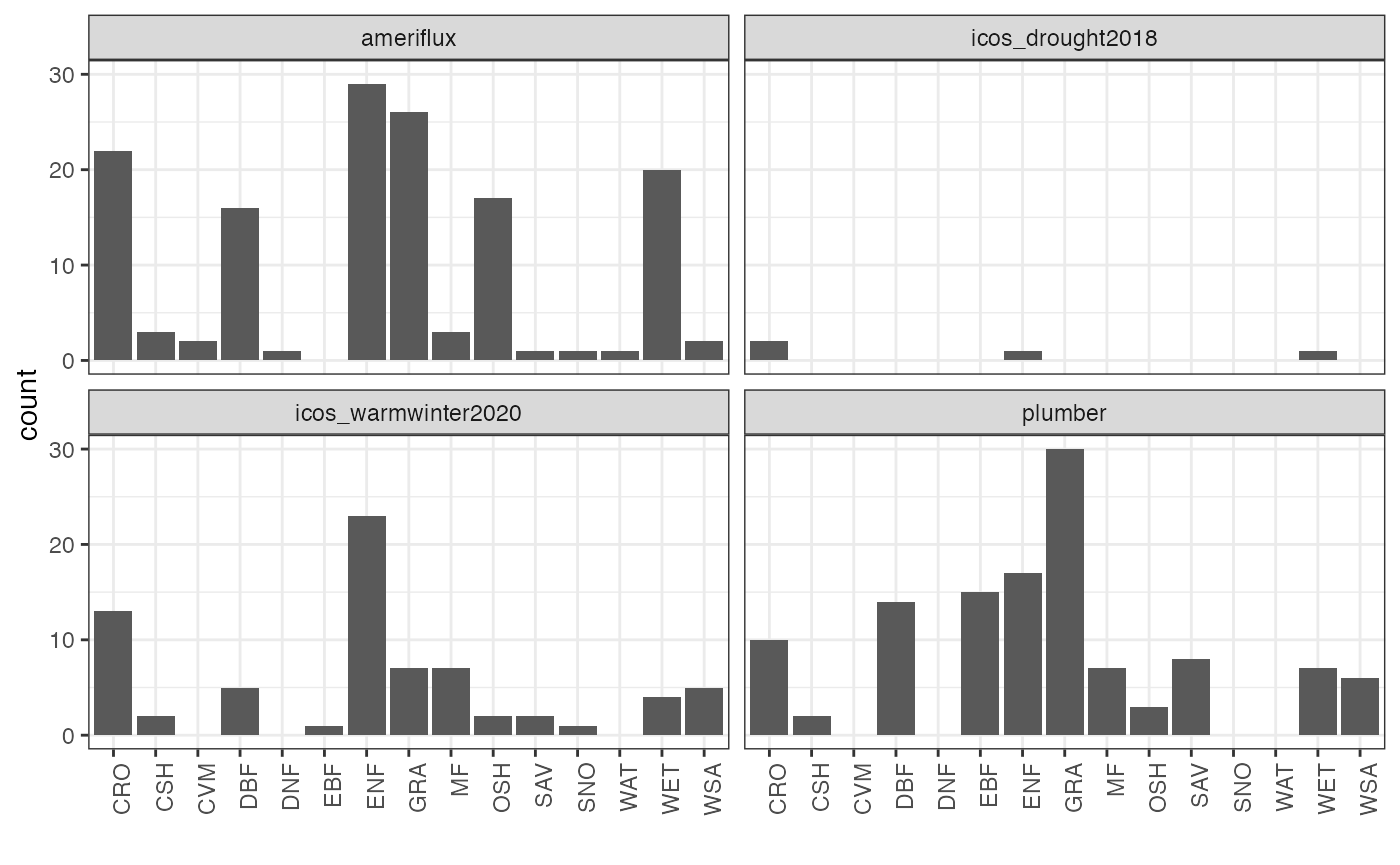 ameriflux
icos_drought2018
30
20
10
0
icos_warmwinter2020
plumber
30
20
10
0
count
CRO CSH CVM DBF DNF EBF ENF GRA MF OSH SAV SNO WAT WET WSA
CRO CSH CVM DBF DNF EBF ENF GRA MF OSH SAV SNO WAT WET WSA